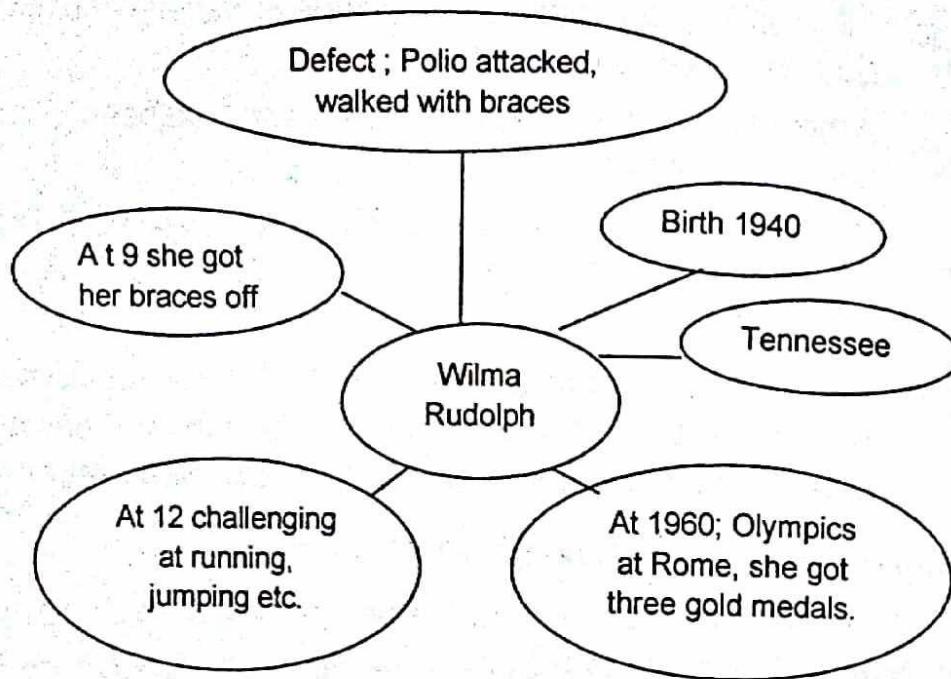 Defect ; Polio attacked,
walked with braces
Birth 1940
A t 9 she got
her braces off
Tennessee
Wilma
Rudolph
At 12 challenging
at running,
jumping etc.
At 1960; Olympics
at Rome, she got
three gold medals.